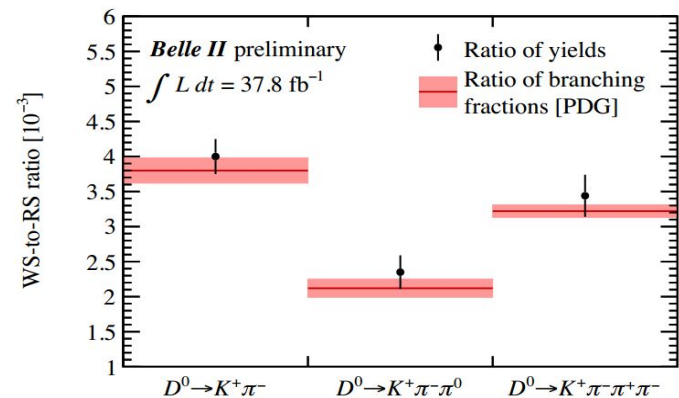 WS-to-RS ratio [10⁻³]
6
5.5
5
4.5
4
3.5
3
2.5
2
1.5
1
Belle II preliminary
∫ L dt = 37.8 fb⁻¹
Ratio of yields
Ratio of branching
fractions [PDG]
D⁰→K⁺π⁻
D⁰→K⁺π⁻π⁰
D⁰→K⁺π⁻π⁺π⁻